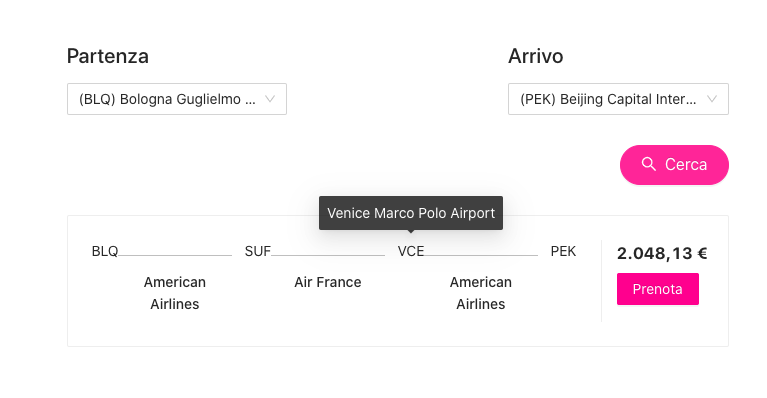 Partenza
Arrivo
(BLQ) Bologna Guglielmo ...
(PEK) Beijing Capital Inter...
Cerca
Venice Marco Polo Airport
BLQ
SUF
VCE
PEK
2.048,13 €
American
Airlines
Air France
American
Airlines
Prenota